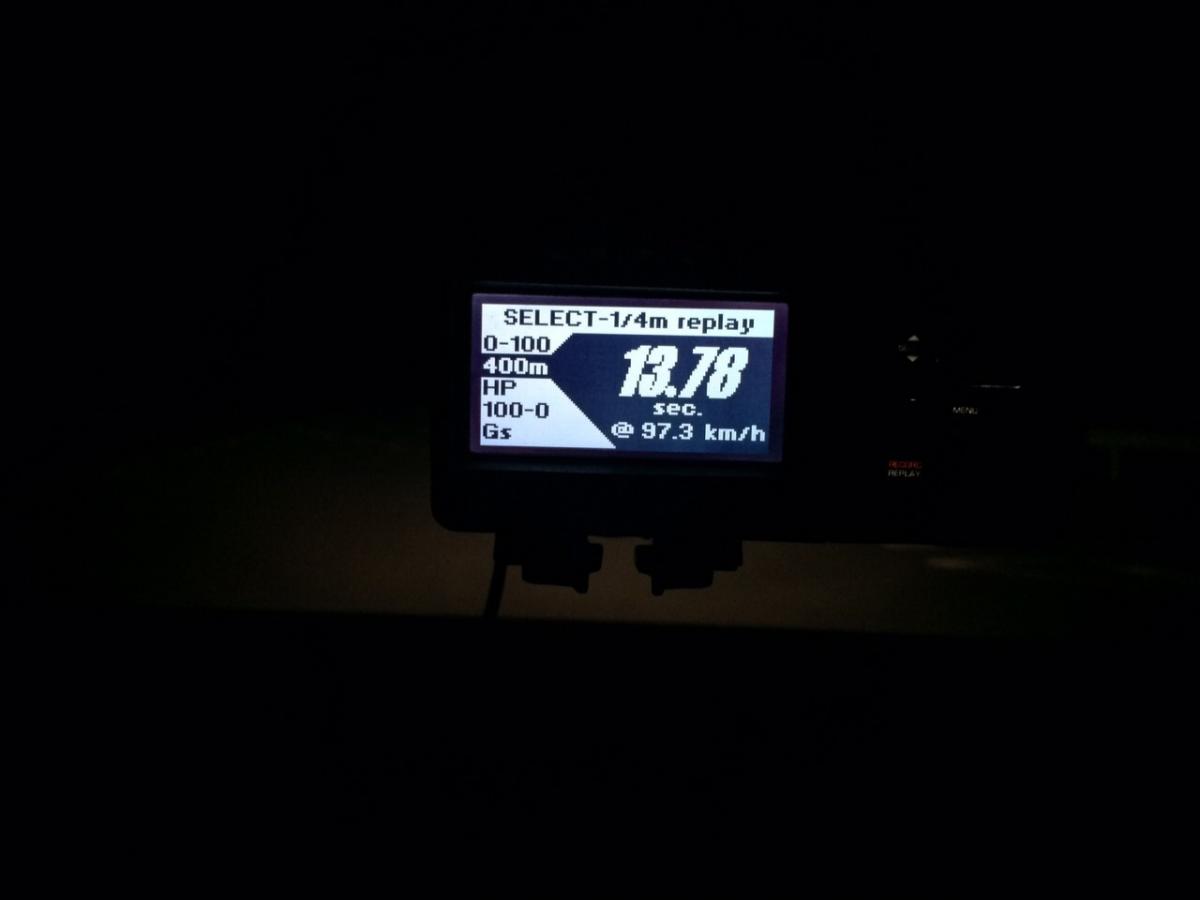 SELECT-1/4m replay
0-100
400m
HP
100-0
Gs
13.78
sec.
@ 97.3 km/h
MENU
RECORD
REPLAY